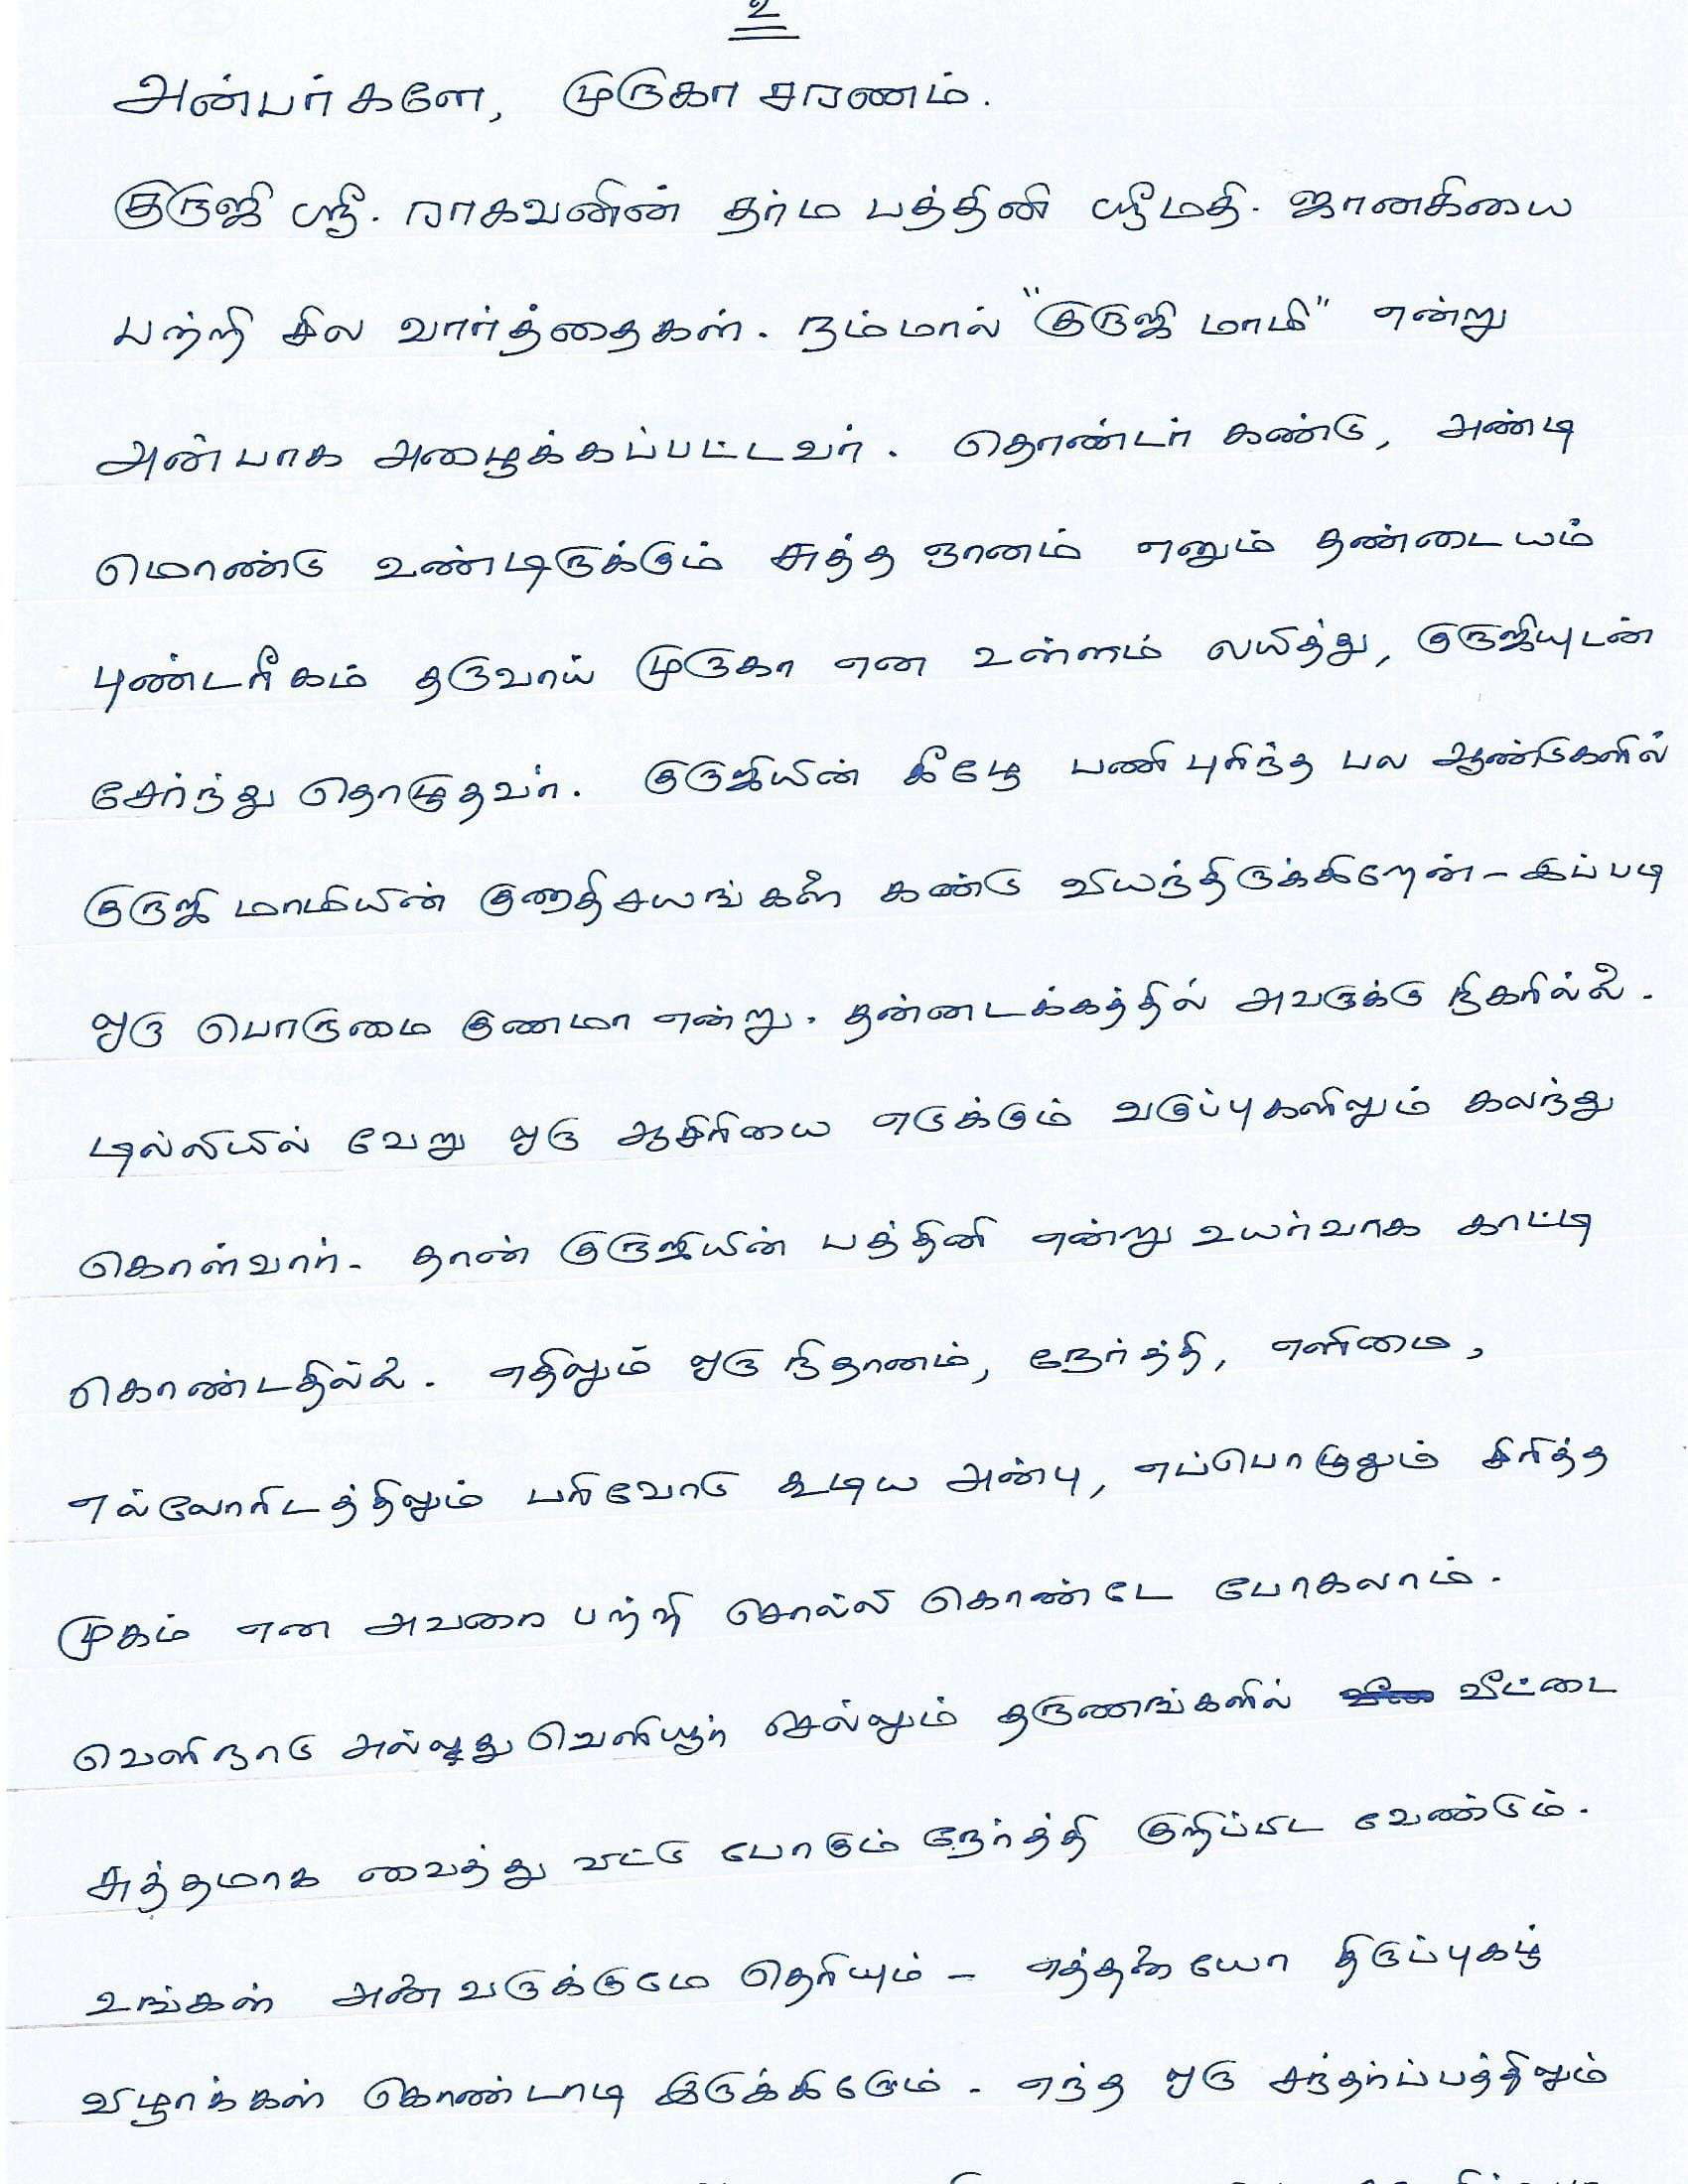 உ
அன்பர்களே, முருகா சரணம்.
குருஜி ஸ்ரீ. ராகவனின் தர்ம பத்தினி ஸ்ரீமதி. ஜானகியை
பற்றி சில வார்த்தைகள். நம்மால் "குருஜி மாமி" என்று
அன்பாக அழைக்கப்பட்டவர். தொண்டர் கண்டு, அண்டி
மொண்டு உண்டிருக்கும் சுத்த ஞானம் எனும் தண்டையம்
புண்டரீகம் தருவாய் முருகா என உள்ளம் லயித்து, குருஜியுடன்
சேர்ந்து தொழுதவர். குருஜியின் கீழே பணி புரிந்த பல ஆண்டுகளில்
குருஜி மாமியின் குணாதிசயங்கள் கண்டு வியந்திருக்கிறேன் - இப்படி
ஒரு பொருமை குணமா என்று. தன்னடக்கத்தில் அவருக்கு நிகரில்லை.
டில்லியில் வேறு ஒரு ஆசிரியை எடுக்கும் வகுப்புகளிலும் கலந்து
கொள்வார். தான் குருஜியின் பத்தினி என்று உயர்வாக காட்டி
கொண்டதில்லை. எதிலும் ஒரு நிதானம், நேர்த்தி, எளிமை,
எல்லோரிடத்திலும் பரிவோடு கூடிய அன்பு, எப்பொழுதும் சிரித்த
முகம் என அவரை பற்றி சொல்லி கொண்டே போகலாம்.
வெளிநாடு அல்லது வெளியூர் செல்லும் தருணங்களில் வீட்டை
சுத்தமாக வைத்து விட்டு போகும் நேர்த்தி குறிப்பிட வேண்டும்.
உங்கள் அனைவருக்குமே தெரியும் - எத்தனையோ திருப்புகழ்
விழாக்கள் கொண்டாடி இருக்கிறோம். எந்த ஒரு சந்தர்ப்பத்திலும்